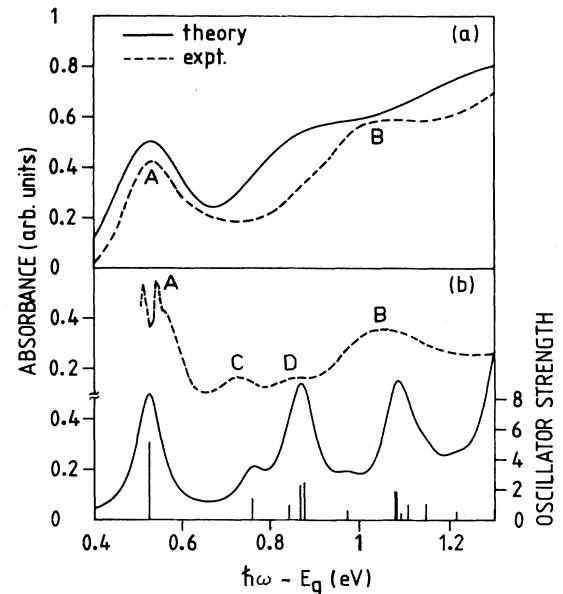 1
theory
(a)
expt.
0.8
0.6
B
0.4
A
0.2
0
ABSORBANCE (arb. units)
A
(b)
0.4
B
C
D
0.2
8
0.4
6
4
0.2
2
0
0
OSCILLATOR STRENGTH
0.4
0.6
0.8
1
1.2
ħω - Eg (eV)